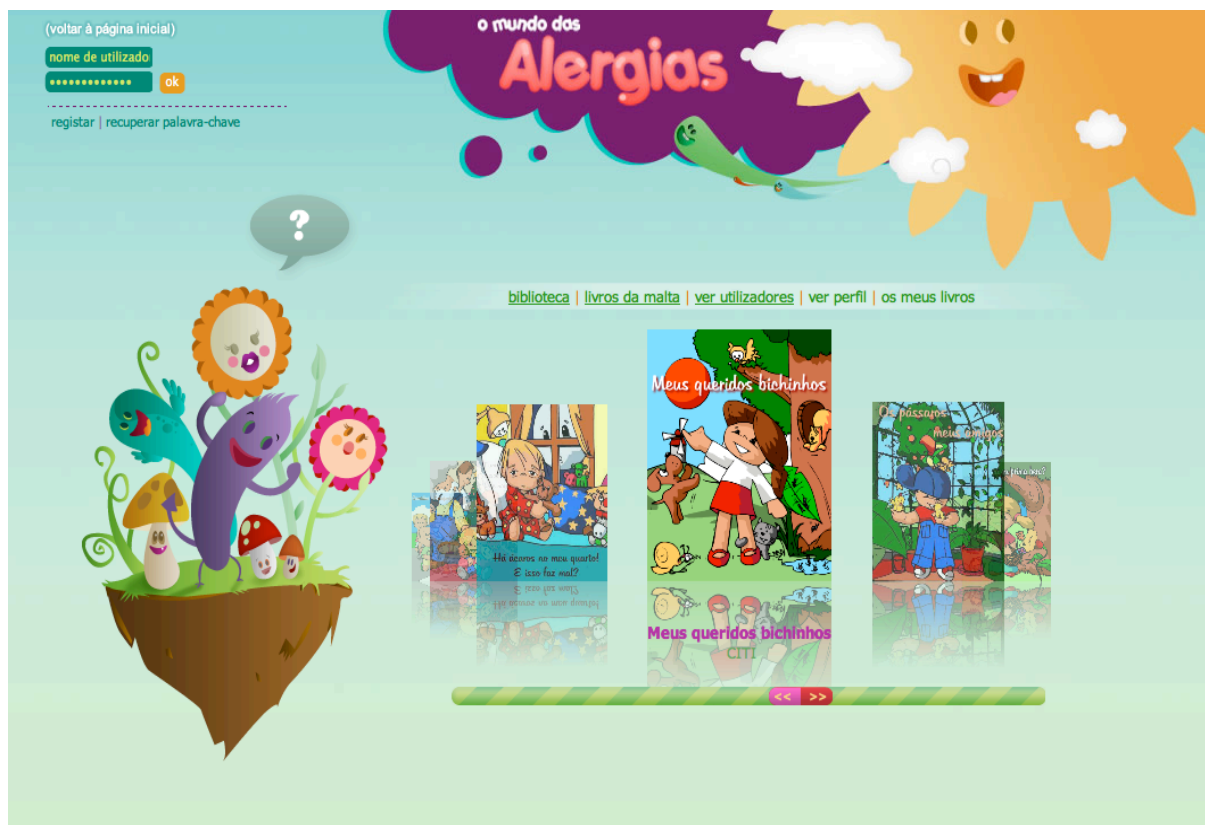 (voltar à página inicial)
nome de utilizado
•••••••••••••
ok
registar | recuperar palavra-chave
o mundo das
Alergias
?
biblioteca | livros da malta | ver utilizadores | ver perfil | os meus livros
Meus queridos bichinhos
Os pássaros
meus amigos
Há ácaros no meu quarto!
E isso faz mal?
Meus queridos bichinhos
CITI
<< >>